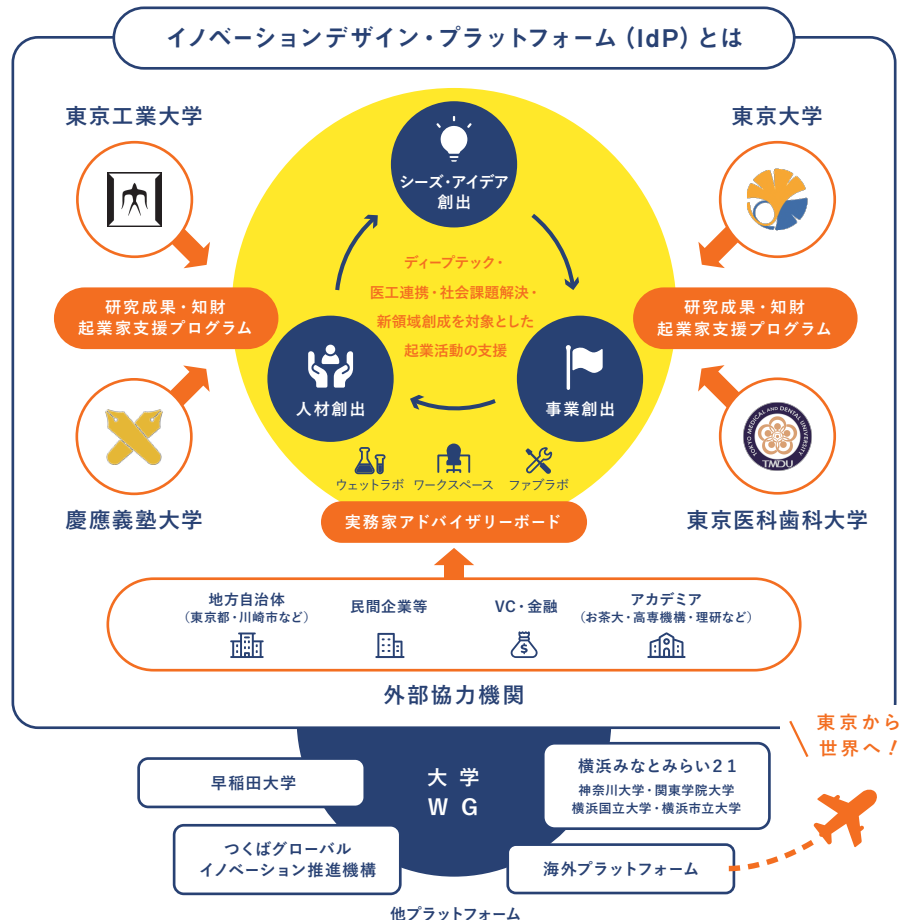 イノベーションデザイン・プラットフォーム（IdP）とは
東京工業大学
東京大学
シーズ・アイデア
創出
ディープテック・
医工連携・社会課題解決・
新領域創成を対象とした
起業活動の支援
研究成果・知財
起業家支援プログラム
研究成果・知財
起業家支援プログラム
人材創出
事業創出
TOKYO MEDICAL AND DENTAL UNIVERSITY
TMDU
ウェットラボ
ワークスペース
ファブラボ
慶應義塾大学
実務家アドバイザリーボード
東京医科歯科大学
地方自治体
（東京都・川崎市など）
民間企業等
VC・金融
アカデミア
（お茶大・高専機構・理研など）
$
外部協力機関
東京から
世界へ！
大学
WG
早稲田大学
横浜みなとみらい２１
神奈川大学・関東学院大学
横浜国立大学・横浜市立大学
つくばグローバル
イノベーション推進機構
海外プラットフォーム
他プラットフォーム